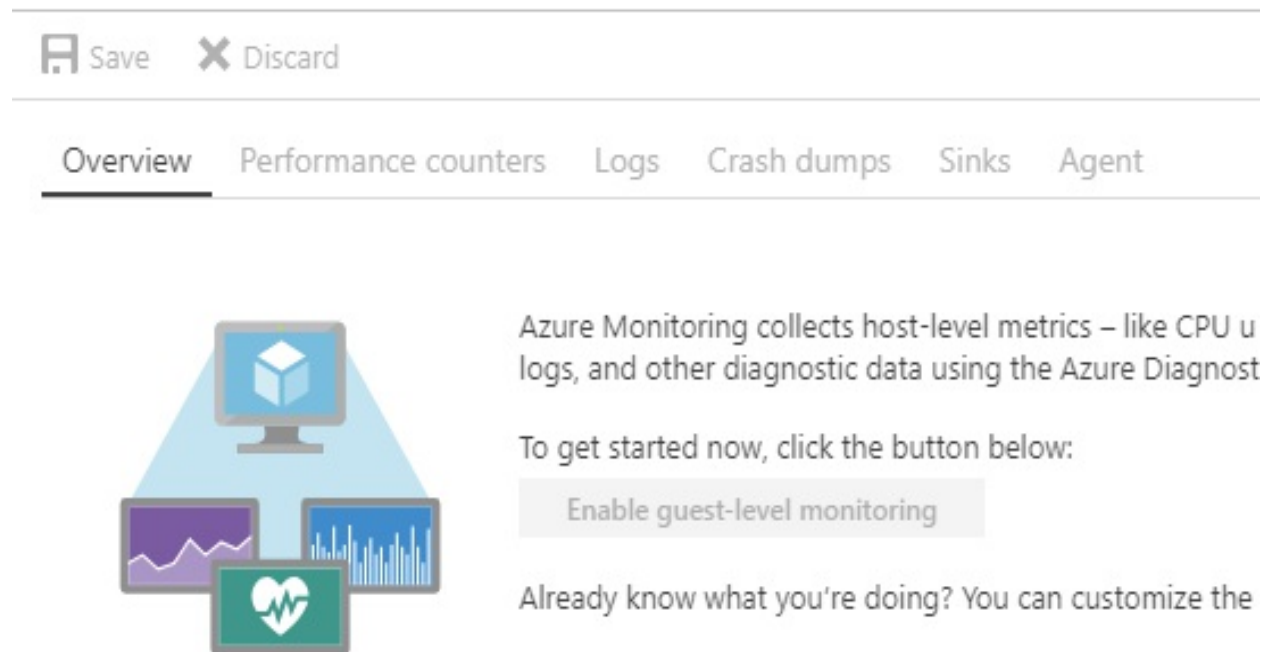 Save Discard
Overview Performance counters Logs Crash dumps Sinks Agent
Azure Monitoring collects host-level metrics – like CPU u
logs, and other diagnostic data using the Azure Diagnost
To get started now, click the button below:
Enable guest-level monitoring
Already know what you're doing? You can customize the